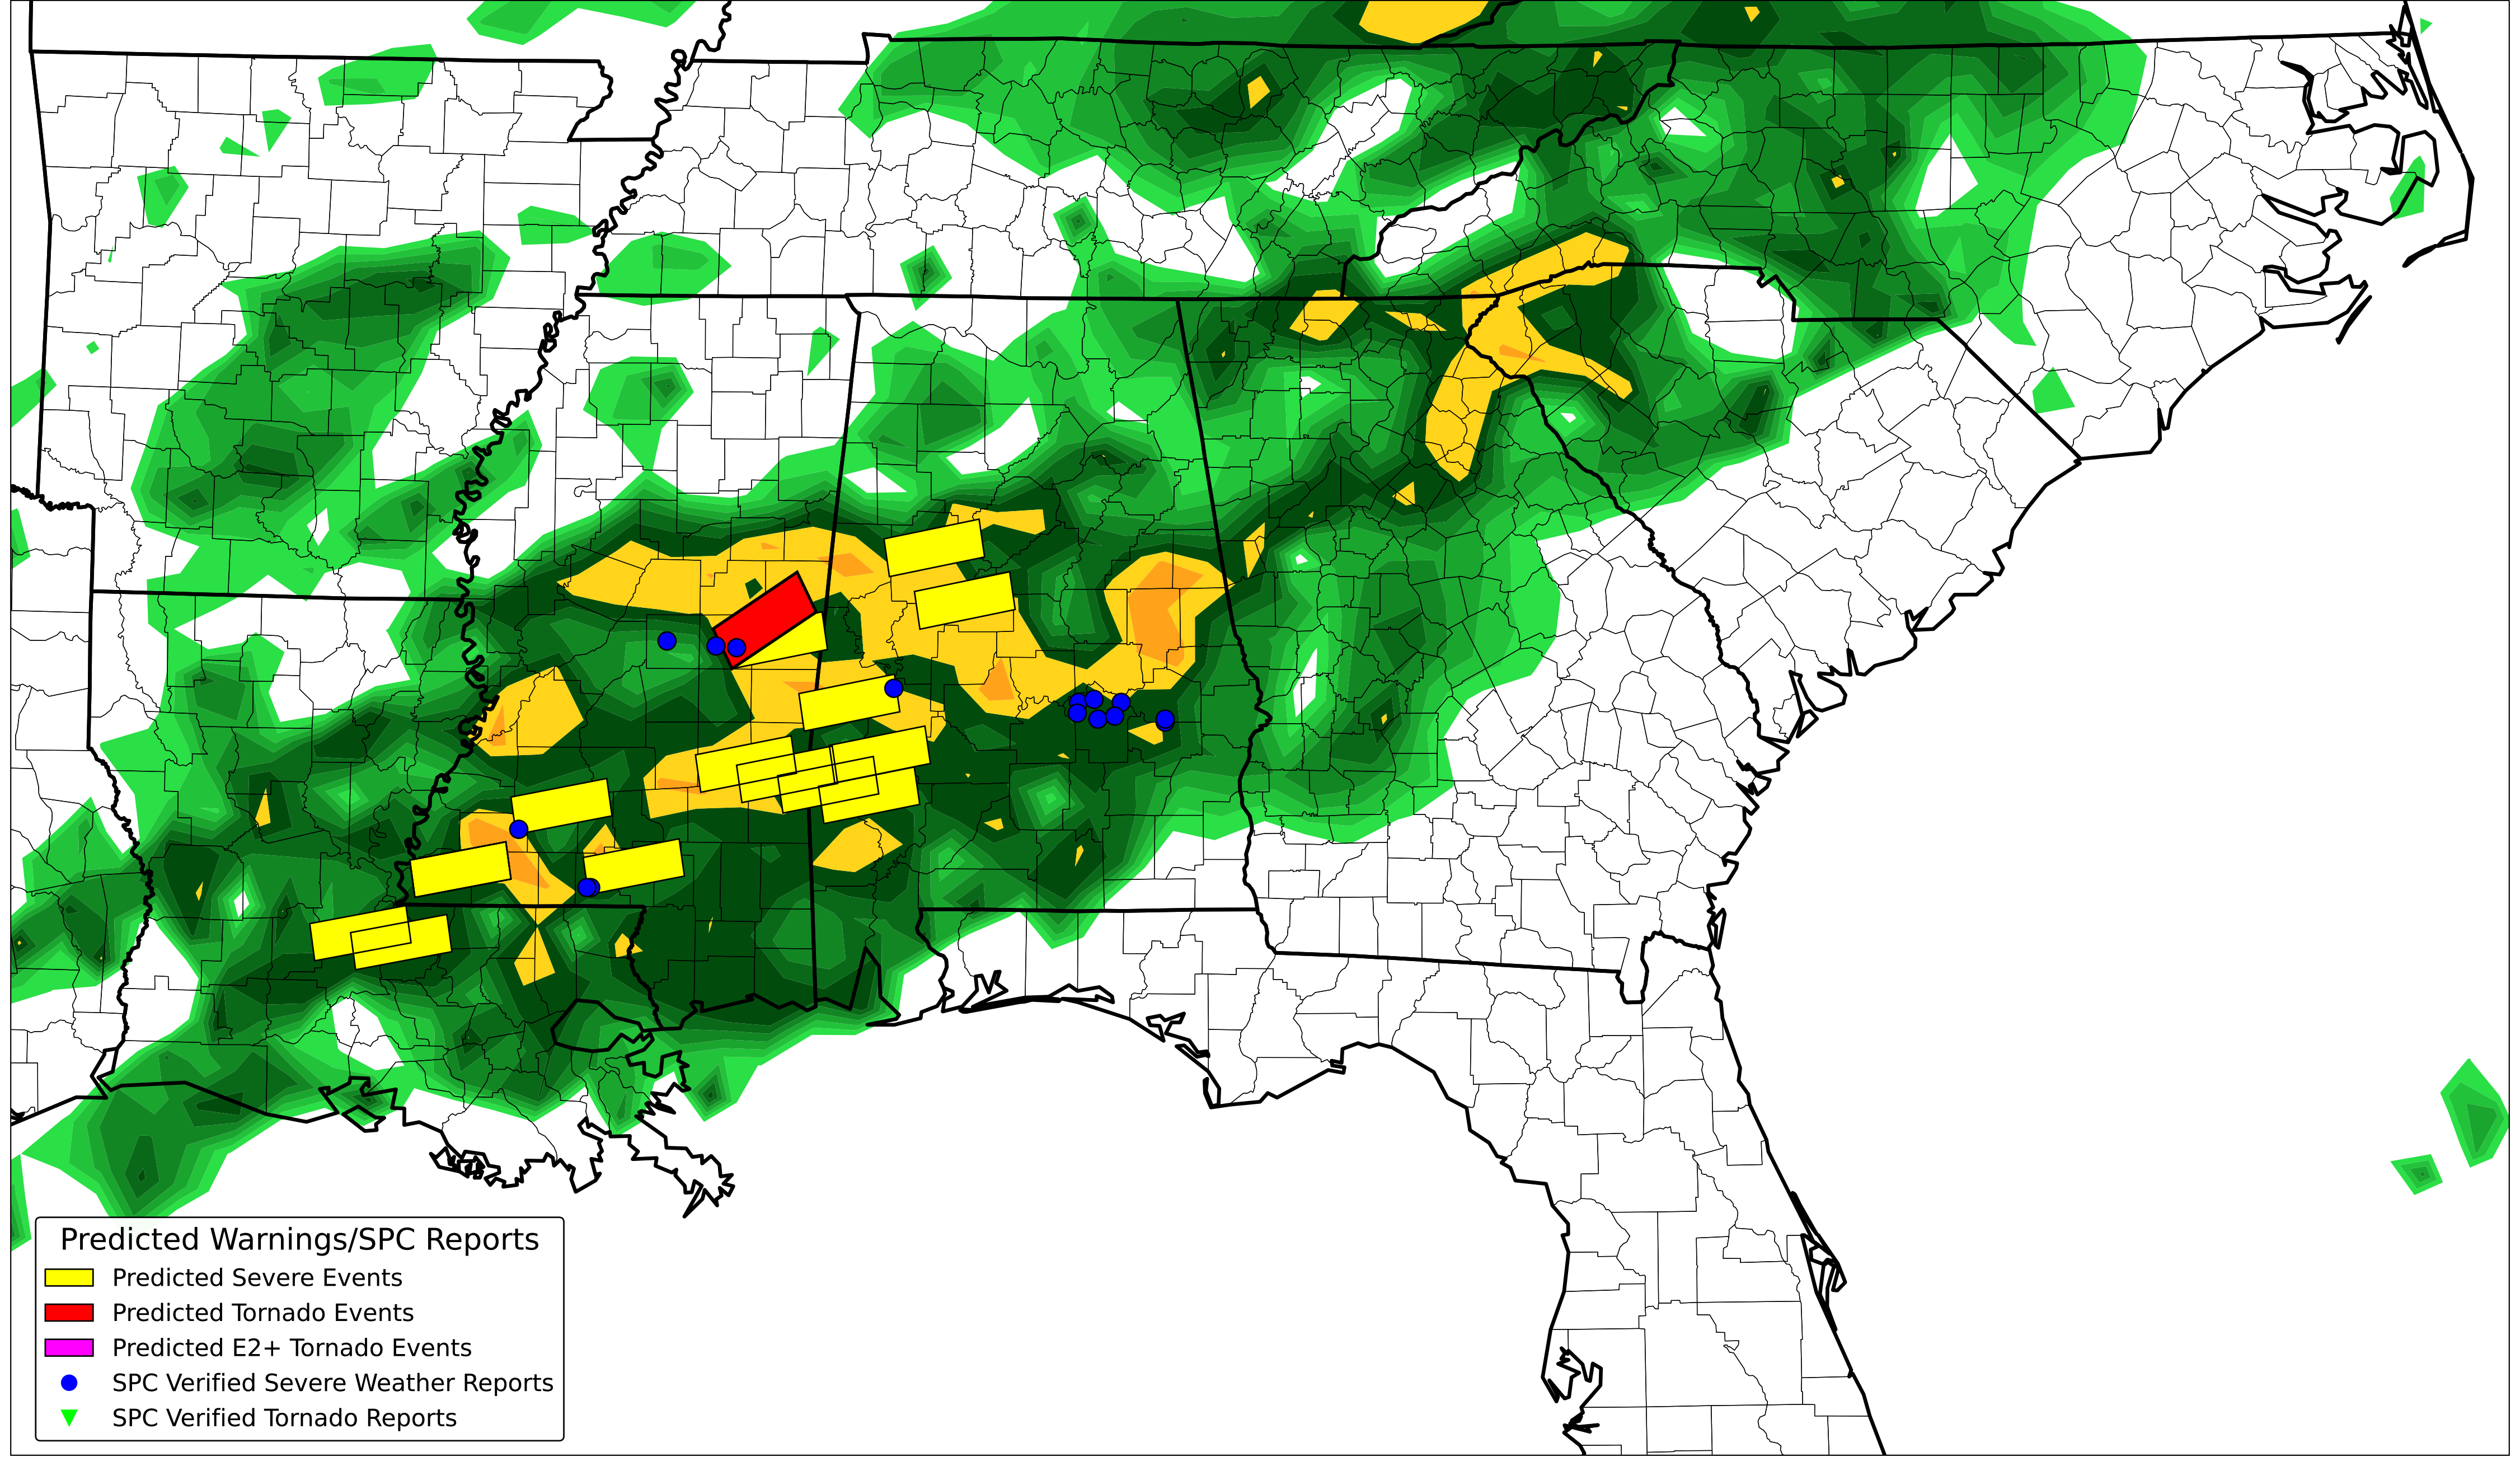 Predicted Warnings/SPC Reports
Predicted Severe Events
Predicted Tornado Events
Predicted E2+ Tornado Events
SPC Verified Severe Weather Reports
SPC Verified Tornado Reports